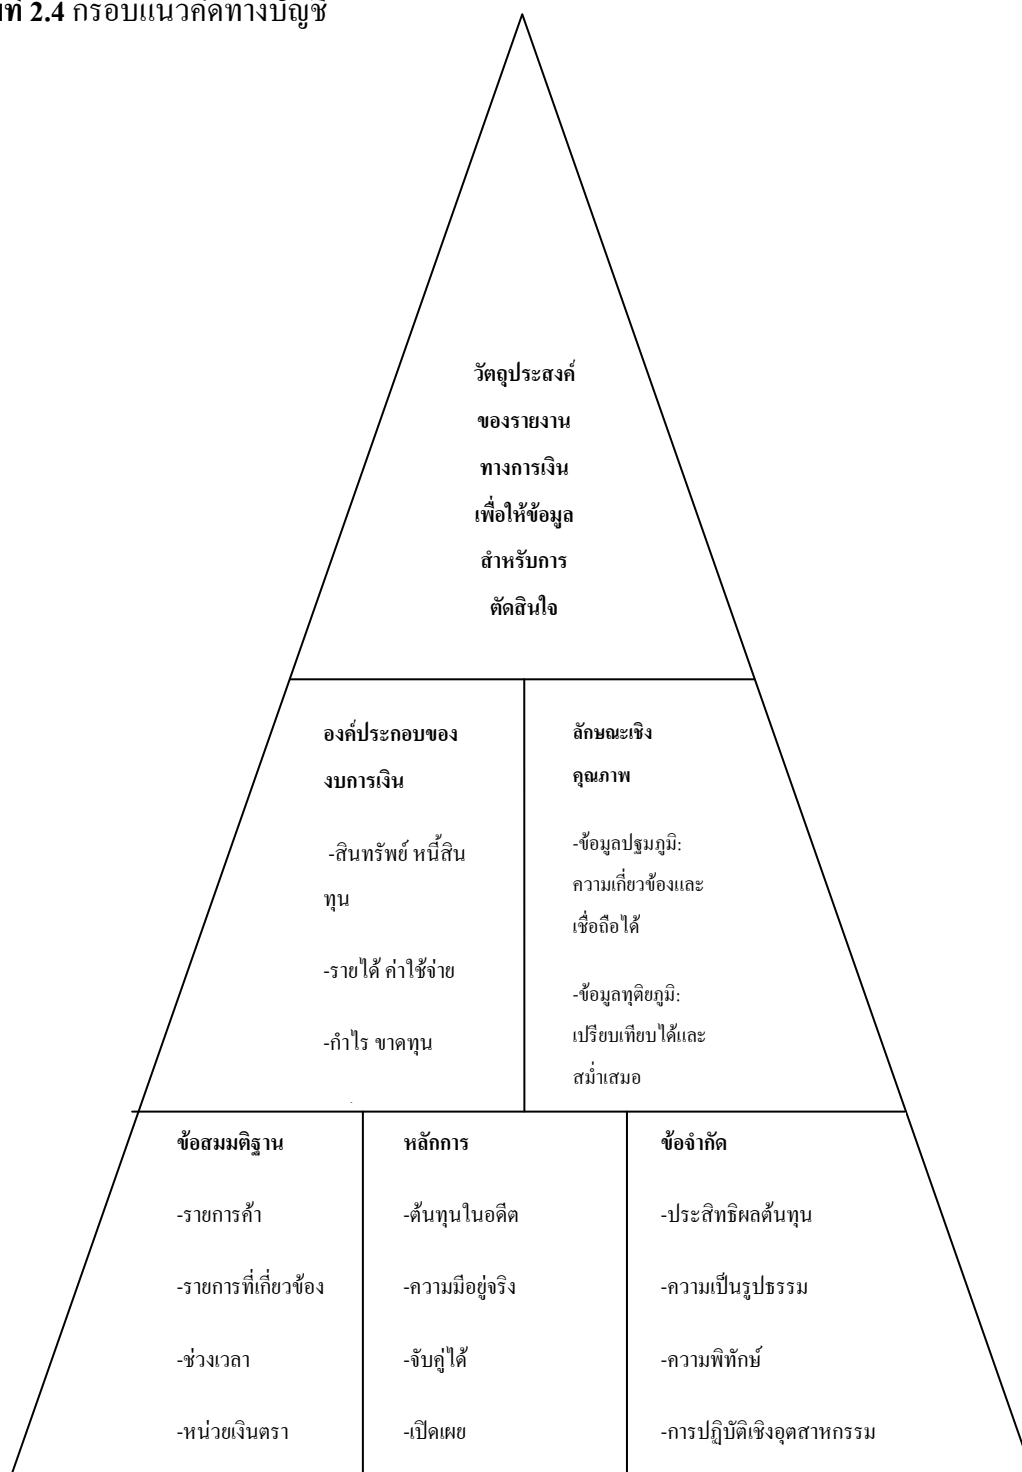 ที่ 2.4 กรอบแนวคิดทางบัญชี
วัตถุประสงค์
ของรายงาน
ทางการเงิน
เพื่อให้ข้อมูล
สำหรับการ
ตัดสินใจ
องค์ประกอบของ
งบการเงิน
-สินทรัพย์ หนี้สิน
ทุน
-รายได้ ค่าใช้จ่าย
-กำไร ขาดทุน
ลักษณะเชิง
คุณภาพ
-ข้อมูลปฐมภูมิ:
ความเกี่ยวข้องและ
เชื่อถือได้
-ข้อมูลทุติยภูมิ:
เปรียบเทียบได้และ
สม่ำเสมอ
ข้อสมมติฐาน
-รายการค้า
-รายการที่เกี่ยวข้อง
-ช่วงเวลา
-หน่วยเงินตรา
หลักการ
-ต้นทุนในอดีต
-ความมีอยู่จริง
-จับคู่ได้
-เปิดเผย
ข้อจำกัด
-ประสิทธิผลต้นทุน
-ความเป็นรูปธรรม
-ความพิทักษ์
-การปฏิบัติเชิงอุตสาหกรรม